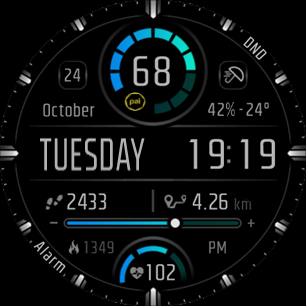 DND
24
68
pai
October
42% -24°
TUESDAY
19:19
2433
4.26 km
− +
1349
PM
102
Alarm